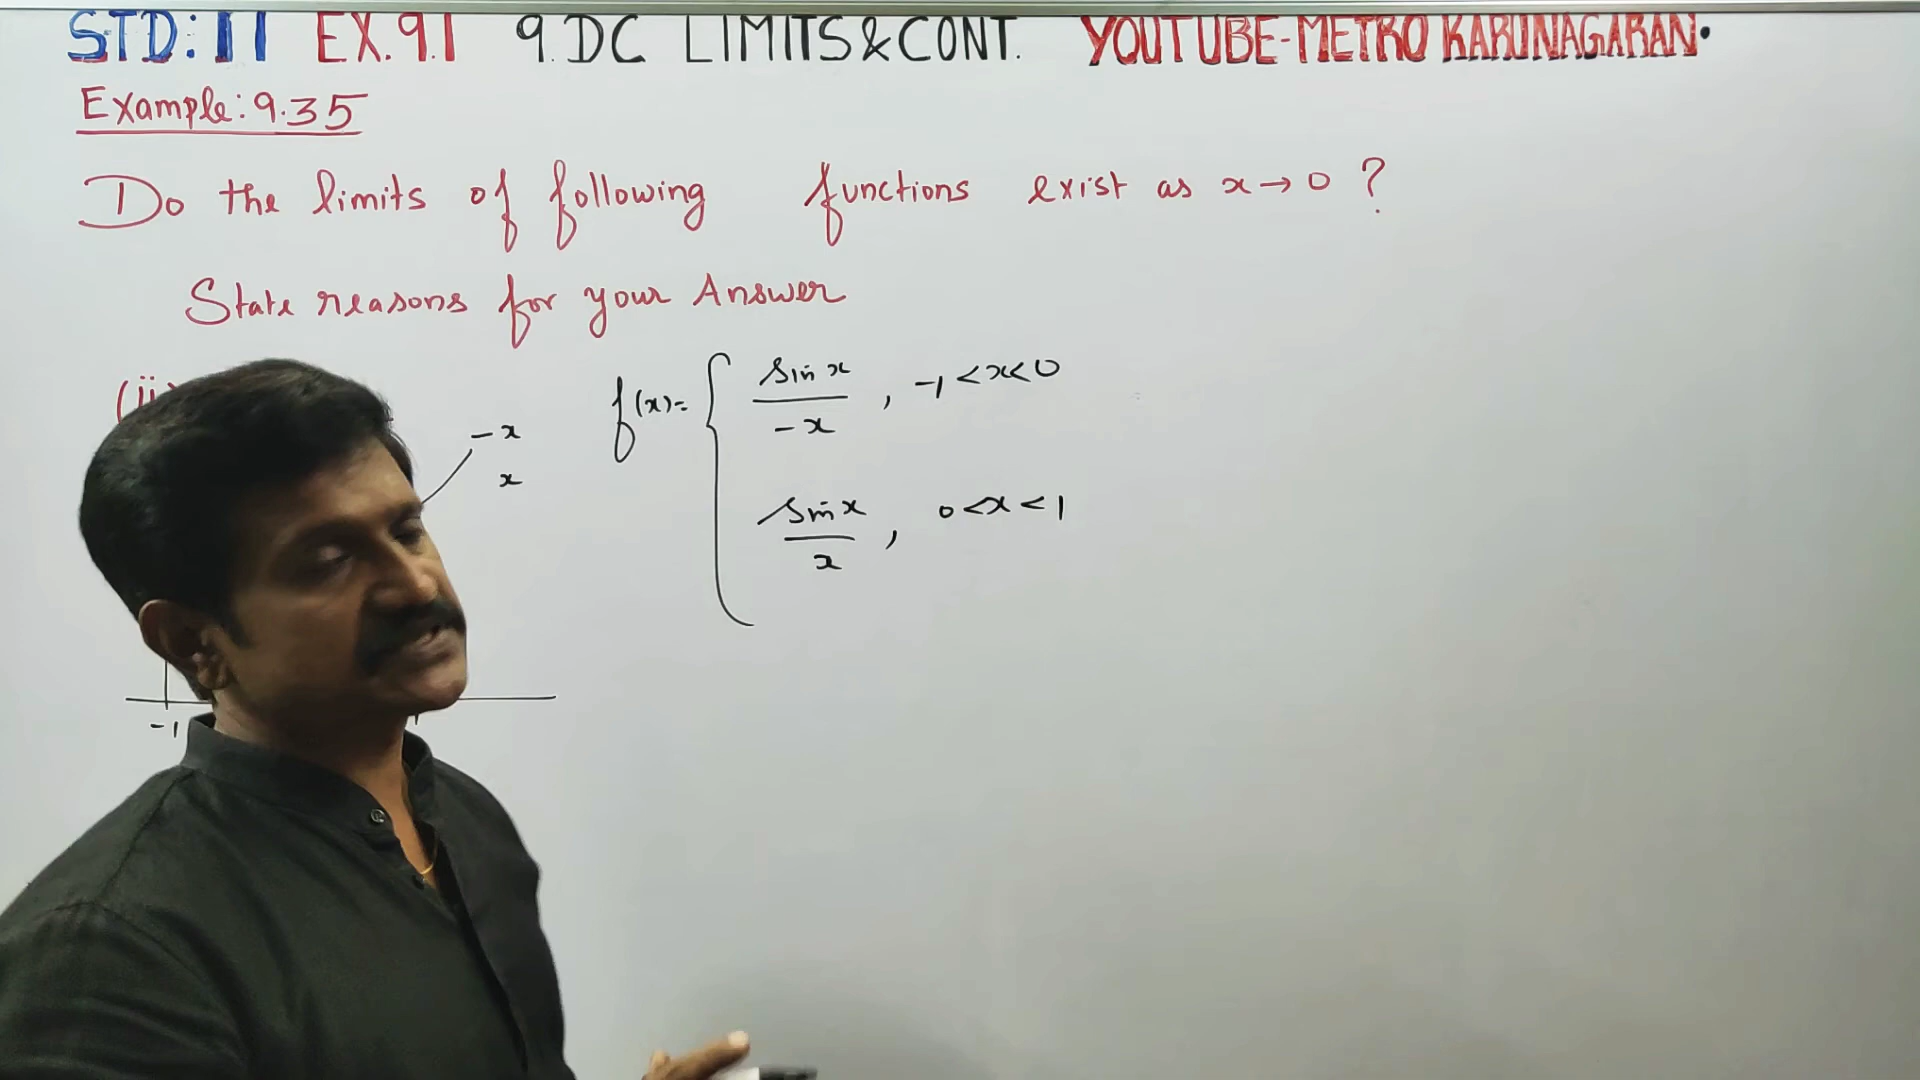 STD: 11 EX. 9.1 9. DC LIMITS & CONT. YOUTUBE-METRO KARUNAGARAN.
Example: 9.35
Do the limits of following functions exist as x → 0 ?
State reasons for your Answer
(ii)
-x
x
f(x) = { sin x / -x , -1 < x < 0
sin x / x , 0 < x < 1
-1